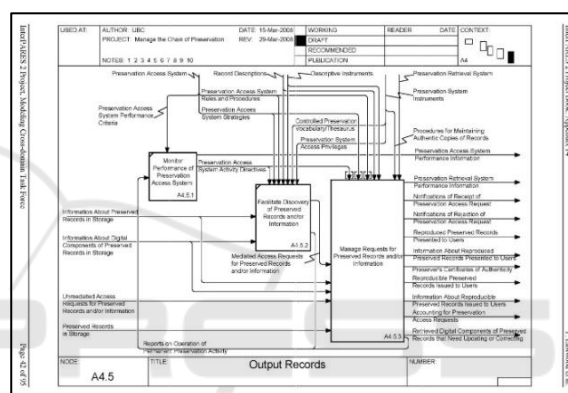 USED AT:
AUTHOR: UBC
DATE: 15-Mar-2008
WORKING
READER
DATE
CONTEXT:
PROJECT: Manage the Chain of Preservation
REV: 29-Mar-2008
DRAFT
RECOMMENDED
NOTES: 1 2 3 4 5 6 7 8 9 10
PUBLICATION
A4
Preservation Access System
Record Descriptions
Descriptive Instruments
Preservation Retrieval System
Preservation Access System
Rules and Procedures
Preservation System
Instruments
Preservation Access
System Performance
Criteria
Preservation Access
System Strategies
Controlled Preservation
Vocabulary/Thesaurus
Procedures for Maintaining
Authentic Copies of Records
Preservation System
Access Privileges
Monitor
Performance of
Preservation
Access System
A4.5.1
Preservation Access
System Activity Directives
Preservation Access System
Performance Information
Preservation Retrieval System
Performance Information
Facilitate Discovery
of Preserved
Records and/or
Information
A4.5.2
Notifications of Receipt of
Preservation Access Request
Notifications of Rejection of
Preservation Access Request
Information About Preserved
Records in Storage
Reproduced Preserved Records
Presented to Users
Information About Digital
Components of Preserved
Records in Storage
Manage Requests for
Preserved Records and/or
Information
A4.5.3
Information About Reproduced
Preserved Records Presented to Users
Mediated Access Requests
for Preserved Records
and/or Information
Preserver's Certificates of Authenticity
Reproducible Preserved
Records Issued to Users
Unmediated Access
Requests for Preserved
Records and/or Information
Information About Reproducible
Preserved Records Issued to Users
Accounting for Preservation
Access Requests
Preserved Records
in Storage
Retrieved Digital Components of Preserved
Records that Need Updating or Correcting
Reports on Operation of
Permanent Preservation Activity
NODE:
A4.5
TITLE:
Output Records
NUMBER:
InterPARES 2 Project, Modeling Cross-domain Task Force
Page 42 of 95